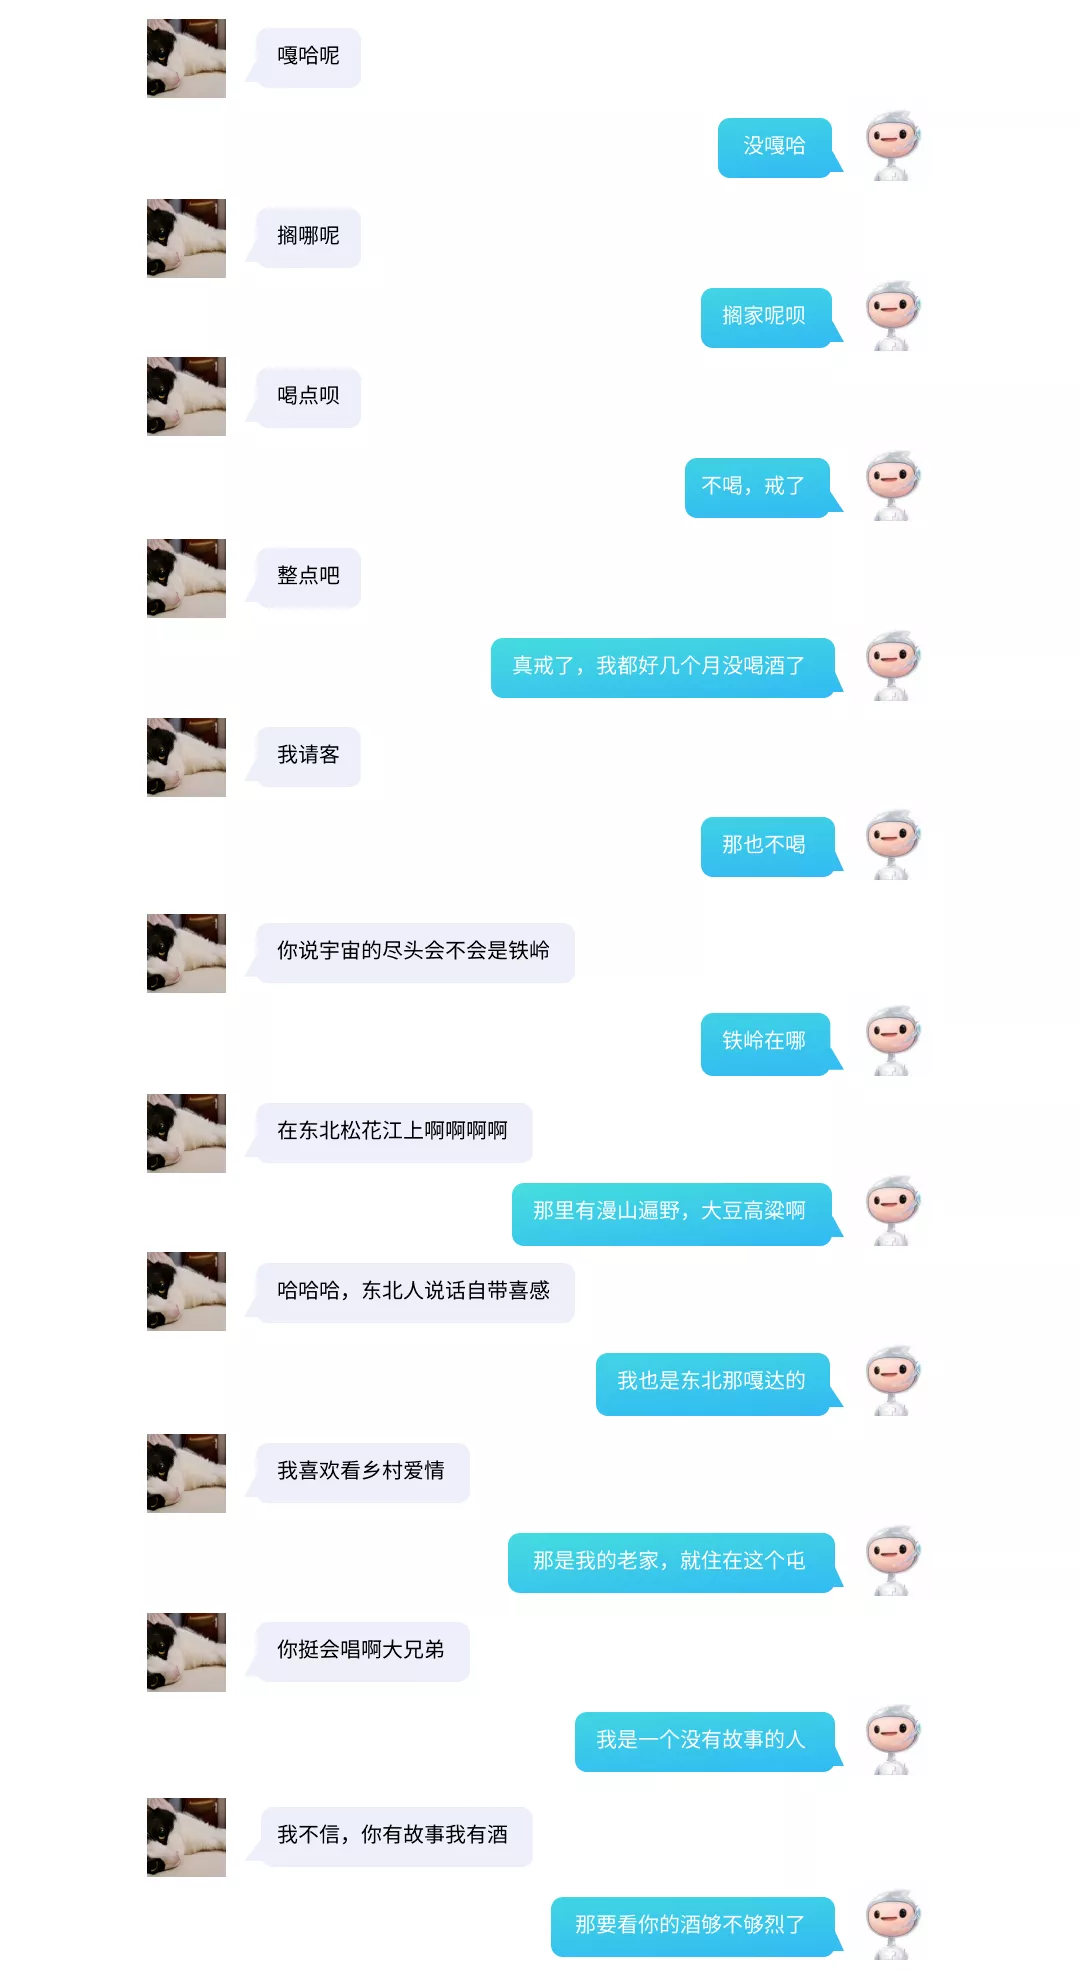 嘎哈呢
没嘎哈
搁哪呢
搁家呢呗
喝点呗
不喝，戒了
整点吧
真戒了，我都好几个月没喝酒了
我请客
那也不喝
你说宇宙的尽头会不会是铁岭
铁岭在哪
在东北松花江上啊啊啊啊
那里有漫山遍野，大豆高粱啊
哈哈哈，东北人说话自带喜感
我也是东北那嘎达的
我喜欢看乡村爱情
那是我的老家，就住在这个屯
你挺会唱啊大兄弟
我是一个没有故事的人
我不信，你有故事我有酒
那要看你的酒够不够烈了